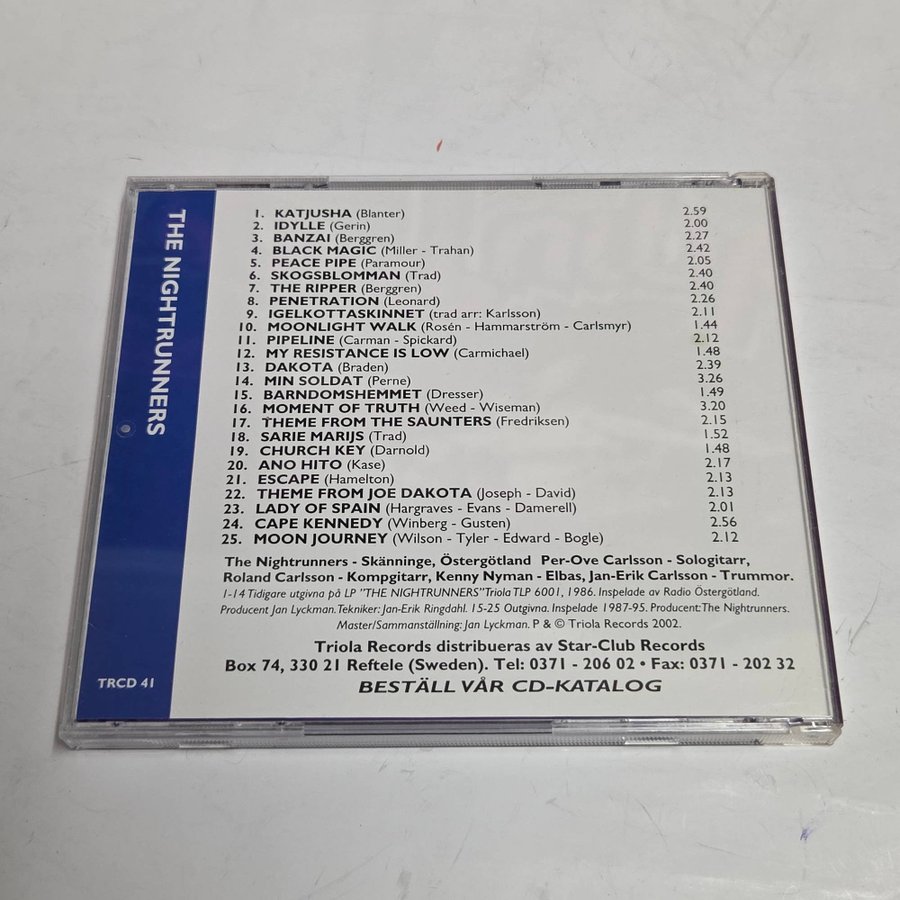 THE NIGHTRUNNERS
1. KATJUSHA (Blanter) 2.59
2. IDYLLE (Gerin) 2.00
3. BANZAI (Berggren) 2.27
4. BLACK MAGIC (Miller - Trahan) 2.42
5. PEACE PIPE (Paramour) 2.05
6. SKOGSBLOMMAN (Trad) 2.40
7. THE RIPPER (Berggren) 2.40
8. PENETRATION (Leonard) 2.26
9. IGELKOTTASKINNET (trad arr: Karlsson) 2.11
10. MOONLIGHT WALK (Rosén - Hammarström - Carlsmyr) 1.44
11. PIPELINE (Carman - Spickard) 2.12
12. MY RESISTANCE IS LOW (Carmichael) 1.48
13. DAKOTA (Braden) 2.39
14. MIN SOLDAT (Perne) 3.26
15. BARNDOMSHEMMET (Dresser) 1.49
16. MOMENT OF TRUTH (Weed - Wiseman) 3.20
17. THEME FROM THE SAUNTERS (Fredriksen) 2.15
18. SARIE MARIJS (Trad) 1.52
19. CHURCH KEY (Darnold) 1.48
20. ANO HITO (Kase) 2.17
21. ESCAPE (Hamelton) 2.13
22. THEME FROM JOE DAKOTA (Joseph - David) 2.13
23. LADY OF SPAIN (Hargraves - Evans - Damerell) 2.01
24. CAPE KENNEDY (Winberg - Gusten) 2.56
25. MOON JOURNEY (Wilson - Tyler - Edward - Bogle) 2.12
The Nightrunners - Skänninge, Östergötland Per-Ove Carlsson - Sologitarr,
Roland Carlsson - Kompgitarr, Kenny Nyman - Elbas, Jan-Erik Carlsson - Trummor.
1-14 Tidigare utgivna på LP "THE NIGHTRUNNERS" Triola TLP 6001, 1986. Inspelade av Radio Östergötland.
Producent Jan Lyckman. Tekniker: Jan-Erik Ringdahl. 15-25 Outgivna. Inspelade 1987-95. Producent: The Nightrunners.
Master/Sammanställning: Jan Lyckman. P & © Triola Records 2002.
Triola Records distribueras av Star-Club Records
Box 74, 330 21 Reftele (Sweden). Tel: 0371 - 206 02 • Fax: 0371 - 202 32
BESTÄLL VÅR CD-KATALOG
TRCD 41